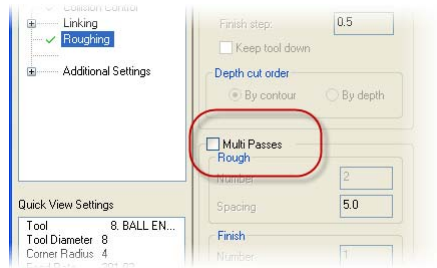 Collision Control
Linking
Roughing
Additional Settings
Finish step:
0.5
Keep tool down
Depth cut order
By contour
By depth
Multi Passes
Rough
Number
2
Spacing
5.0
Finish
Number
1
Quick View Settings
Tool 8. BALL EN...
Tool Diameter 8
Corner Radius 4